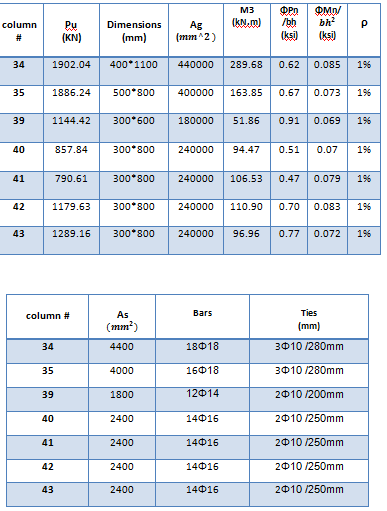 column # Pu (KN) Dimensions (mm) Ag (mm^2) M3 (kN.m) ΦPn /bh (ksi) ΦMn/ bh² (ksi) ρ
34 1902.04 400*1100 440000 289.68 0.62 0.085 1%
35 1886.24 500*800 400000 163.85 0.67 0.073 1%
39 1144.42 300*600 180000 51.86 0.91 0.069 1%
40 857.84 300*800 240000 94.47 0.51 0.07 1%
41 790.61 300*800 240000 106.53 0.47 0.079 1%
42 1179.63 300*800 240000 110.90 0.70 0.083 1%
43 1289.16 300*800 240000 96.96 0.77 0.072 1%
column # As (mm²) Bars Ties (mm)
34 4400 18Φ18 3Φ10 /280mm
35 4000 16Φ18 3Φ10 /280mm
39 1800 12Φ14 2Φ10 /200mm
40 2400 14Φ16 2Φ10 /250mm
41 2400 14Φ16 2Φ10 /250mm
42 2400 14Φ16 2Φ10 /250mm
43 2400 14Φ16 2Φ10 /250mm